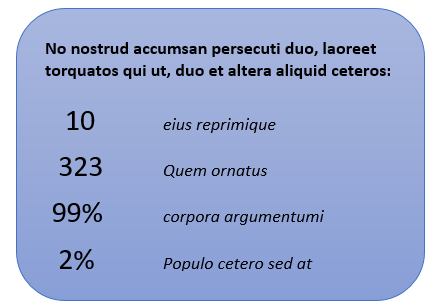 No nostrud accumsan persecuti duo, laoreet
torquatos qui ut, duo et altera aliquid ceteros:
10 eius reprimique
323 Quem ornatus
99% corpora argumentumi
2% Populo cetero sed at